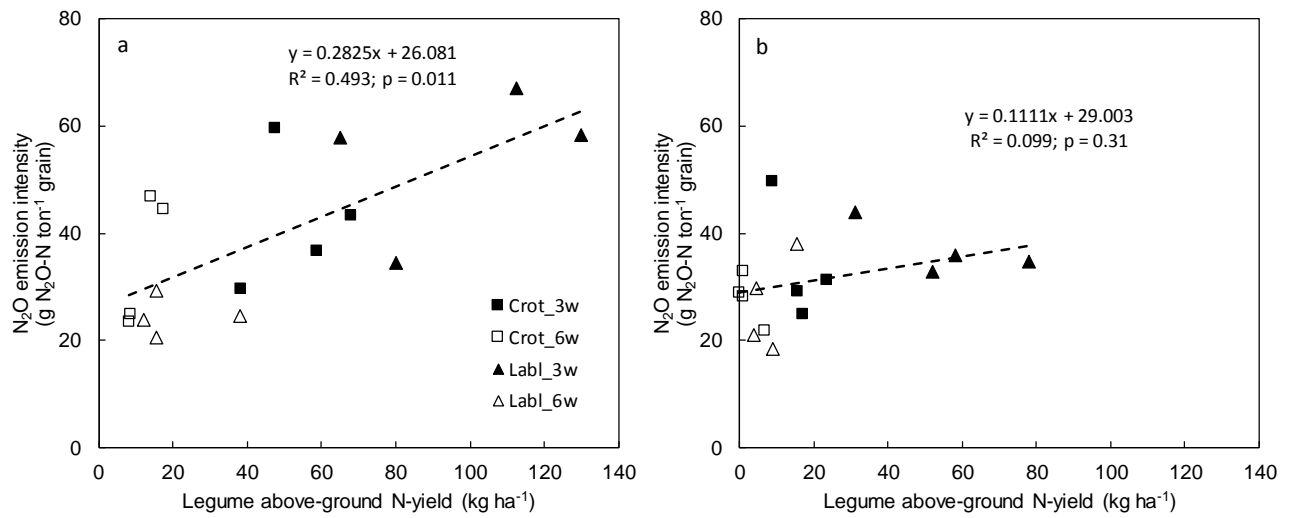 a
y = 0.2825x + 26.081
R² = 0.493; p = 0.011
N₂O emission intensity
(g N₂O-N ton⁻¹ grain)
80
60
40
20
0
Crot_3w
Crot_6w
Labl_3w
Labl_6w
0 20 40 60 80 100 120 140
Legume above-ground N-yield (kg ha⁻¹)
b
y = 0.1111x + 29.003
R² = 0.099; p = 0.31
N₂O emission intensity
(g N₂O-N ton⁻¹ grain)
80
60
40
20
0
0 20 40 60 80 100 120 140
Legume above-ground N-yield (kg ha⁻¹)